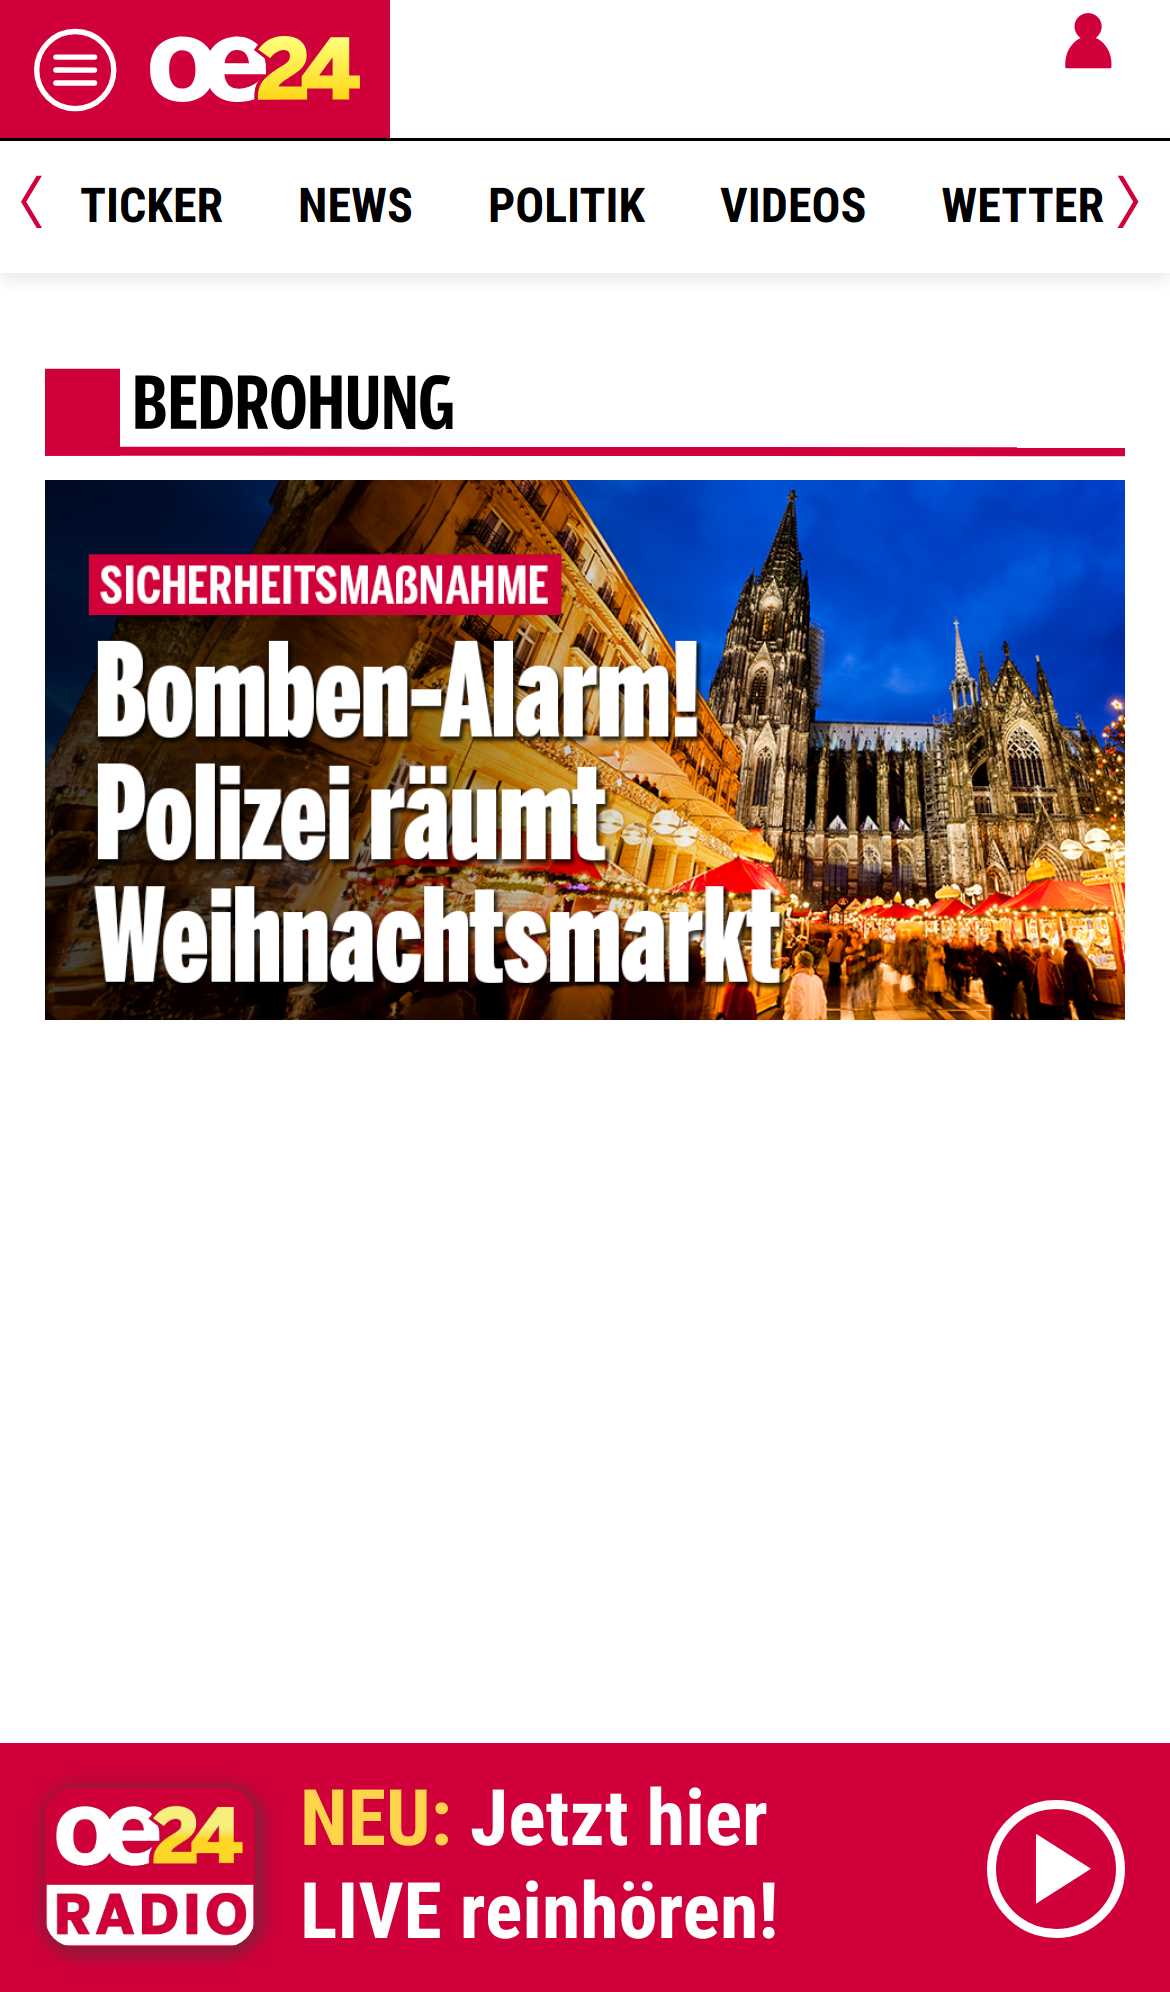 oe24
TICKER NEWS POLITIK VIDEOS WETTER
BEDROHUNG
SICHERHEITSMAßNAHME
Bomben-Alarm!
Polizei räumt
Weihnachtsmarkt
oe24
RADIO
NEU: Jetzt hier
LIVE reinhören!